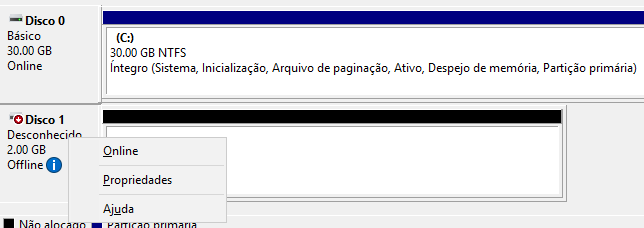 Disco 0
Básico
30.00 GB
Online
(C:)
30.00 GB NTFS
Íntegro (Sistema, Inicialização, Arquivo de paginação, Ativo, Despejo de memória, Partição primária)
Disco 1
Desconhecido
2.00 GB
Offline
Online
Propriedades
Ajuda
Não alocado Partição primária